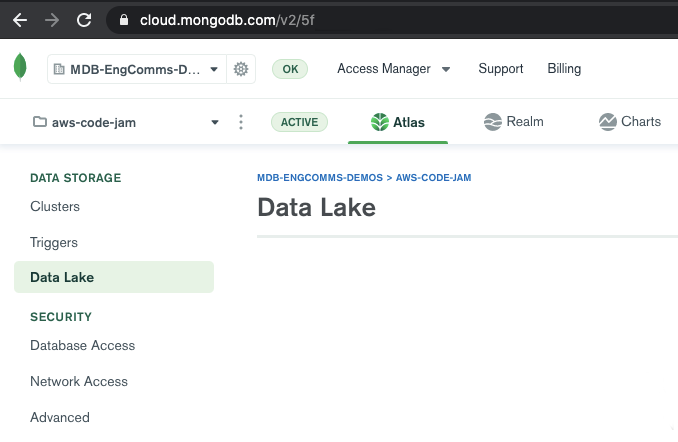 cloud.mongodb.com/v2/5f
MDB-EngComms-D... OK Access Manager Support Billing
aws-code-jam ACTIVE Atlas Realm Charts
DATA STORAGE
Clusters
Triggers
Data Lake
SECURITY
Database Access
Network Access
Advanced
MDB-ENGCOMMS-DEMOS > AWS-CODE-JAM
Data Lake